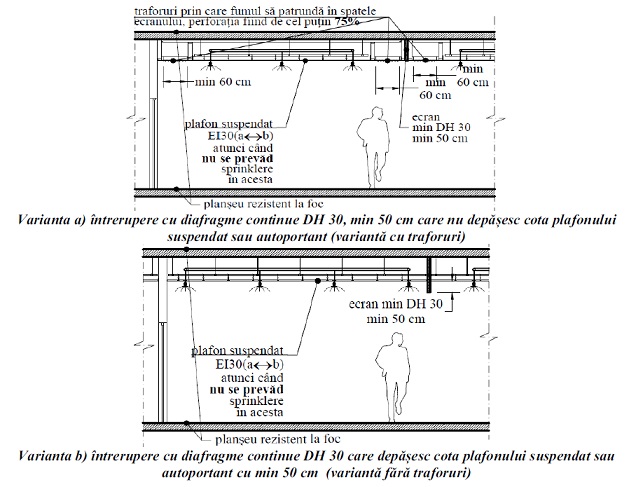 traforuri prin care fumul să patrundă în spatele
ecranului, perforația fiind de cel puțin 75%
min 60 cm
min
60 cm
min
60 cm
ecran
min DH 30
min 50 cm
plafon suspendat
EI30(a↔b)
atunci când
nu se prevăd
sprinklere
in acesta
planșeu rezistent la foc
Varianta a) întrerupere cu diafragme continue DH 30, min 50 cm care nu depășesc cota plafonului
suspendat sau autoportant (variantă cu traforuri)
ecran min DH 30
min 50 cm
plafon suspendat
EI30(a↔b)
atunci când
nu se prevăd
sprinklere
in acesta
planșeu rezistent la foc
Varianta b) întrerupere cu diafragme continue DH 30 care depășesc cota plafonului suspendat sau
autoportant cu min 50 cm (variantă fără traforuri)